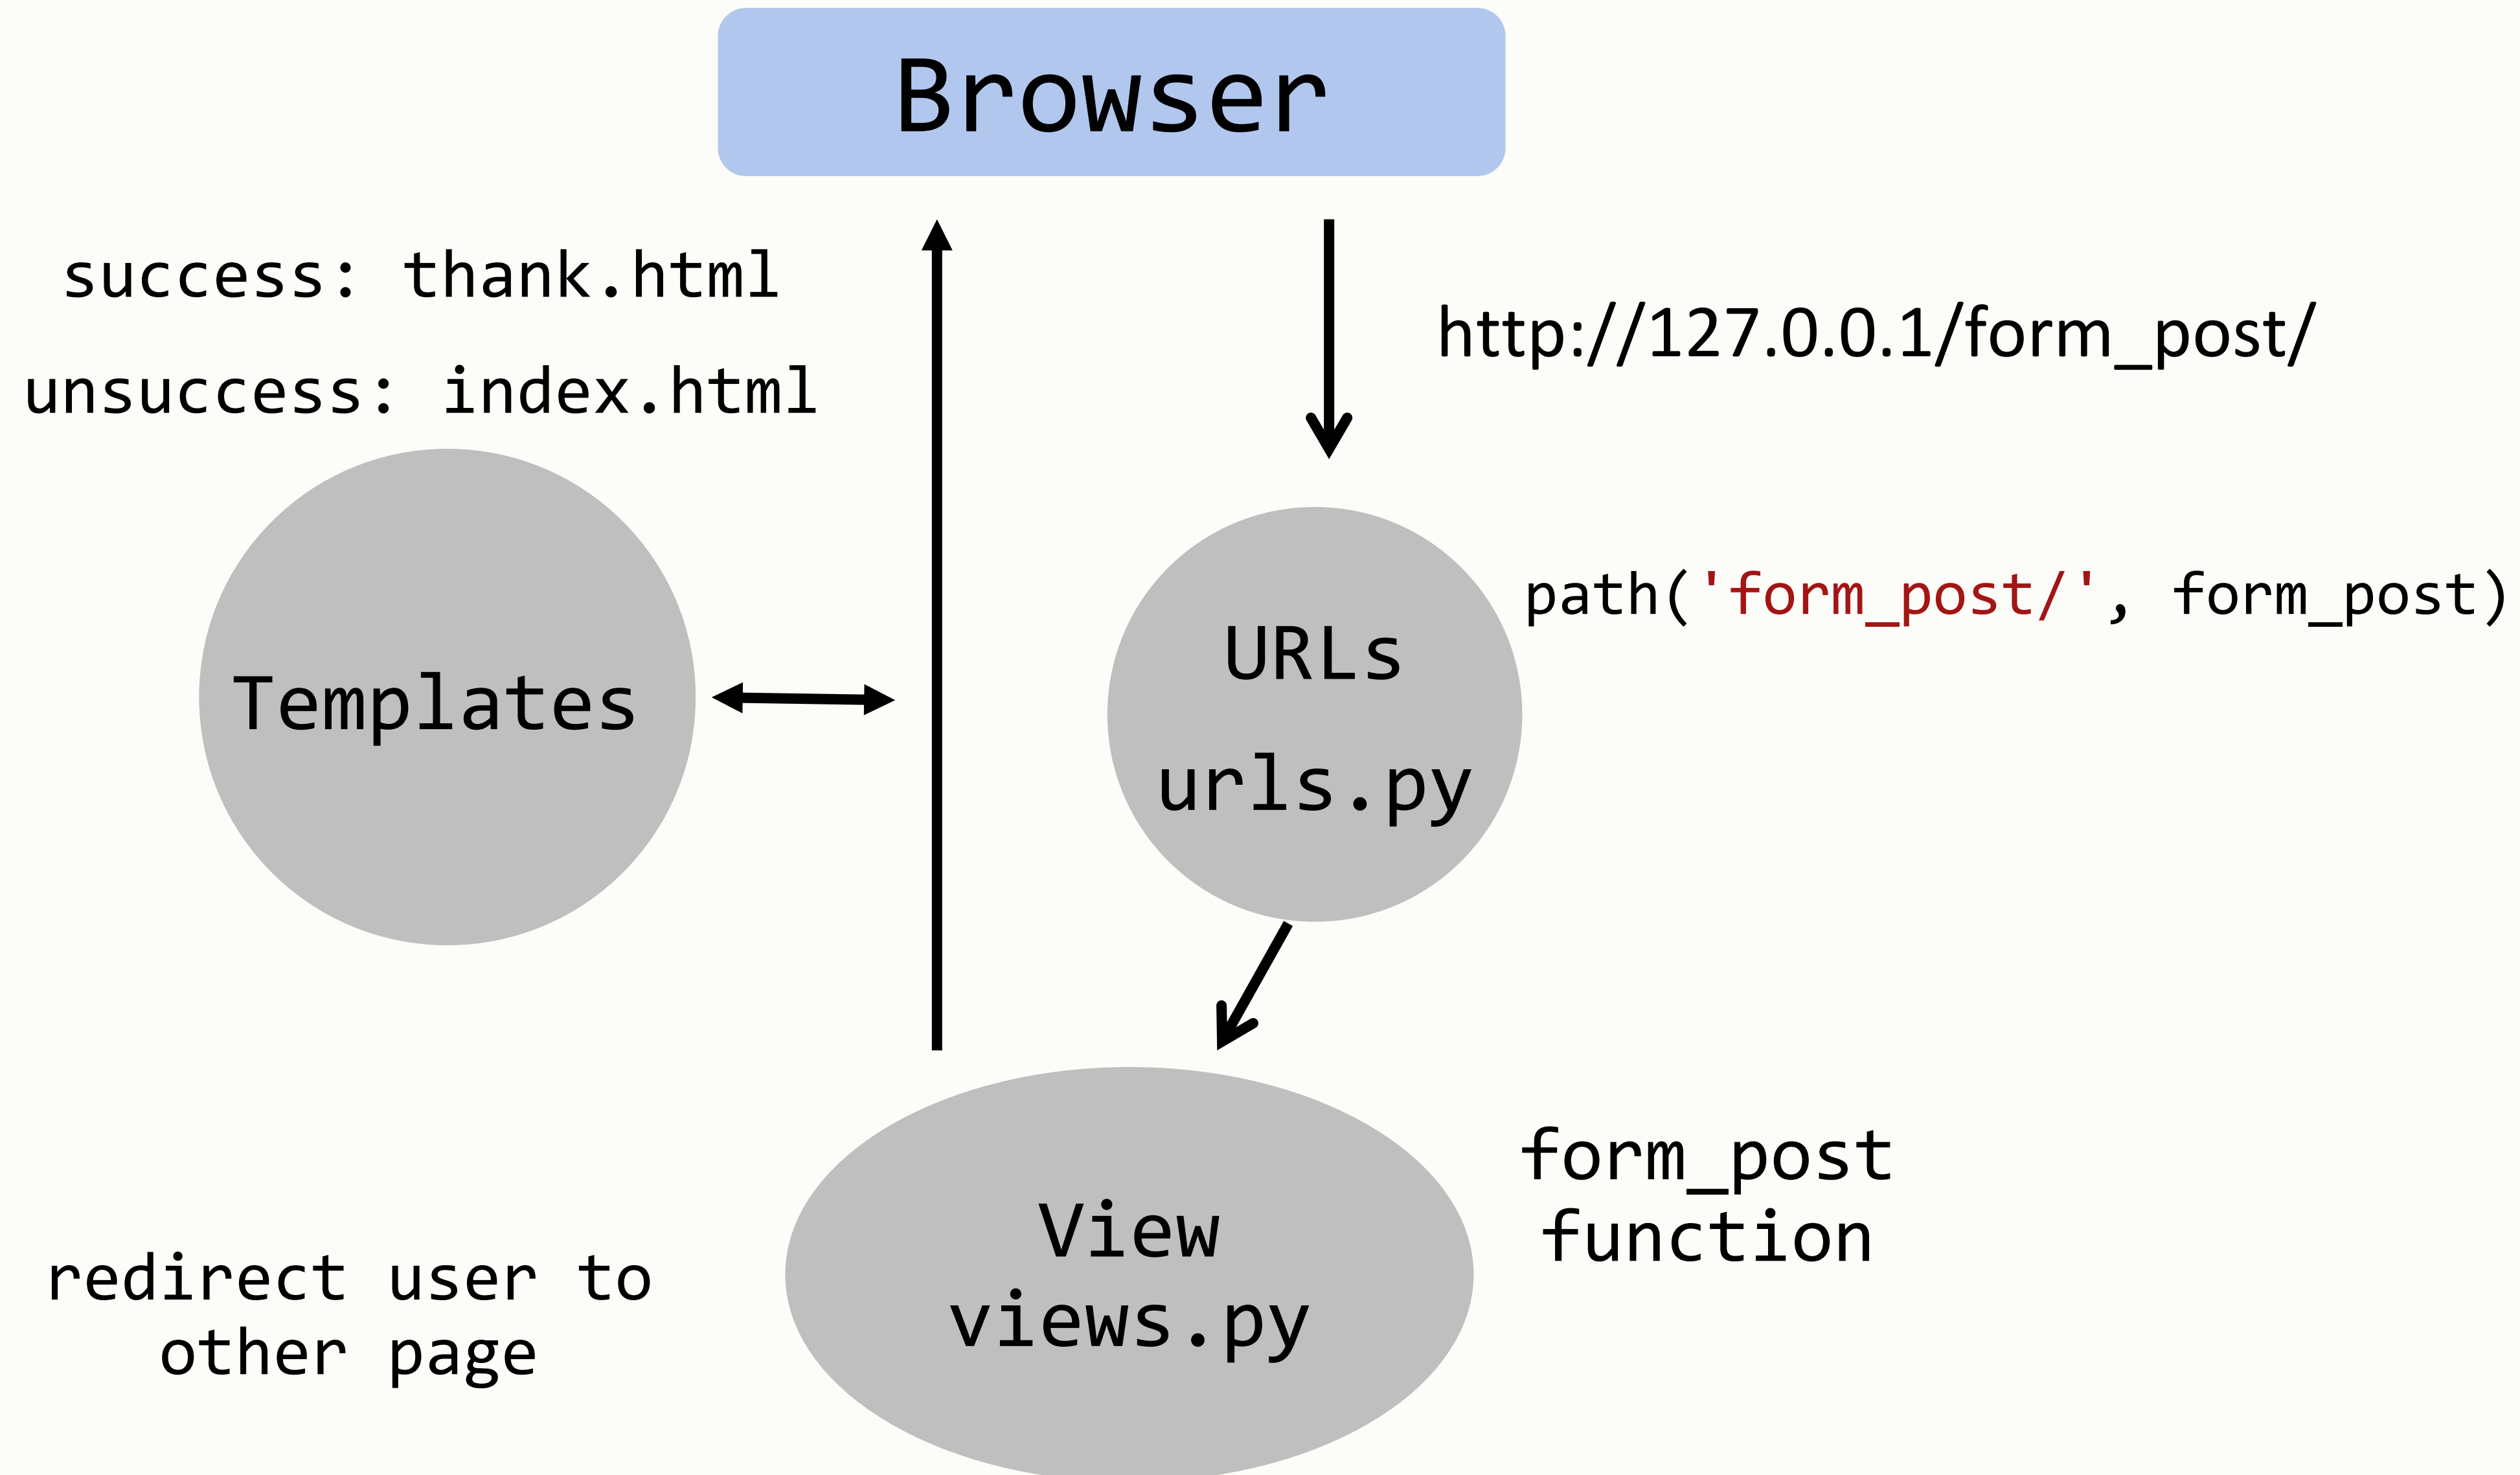 Browser
success: thank.html
unsuccess: index.html
http://127.0.0.1/form_post/
path('form_post/', form_post)
Templates
URLs
urls.py
form_post
function
View
views.py
redirect user to
other page